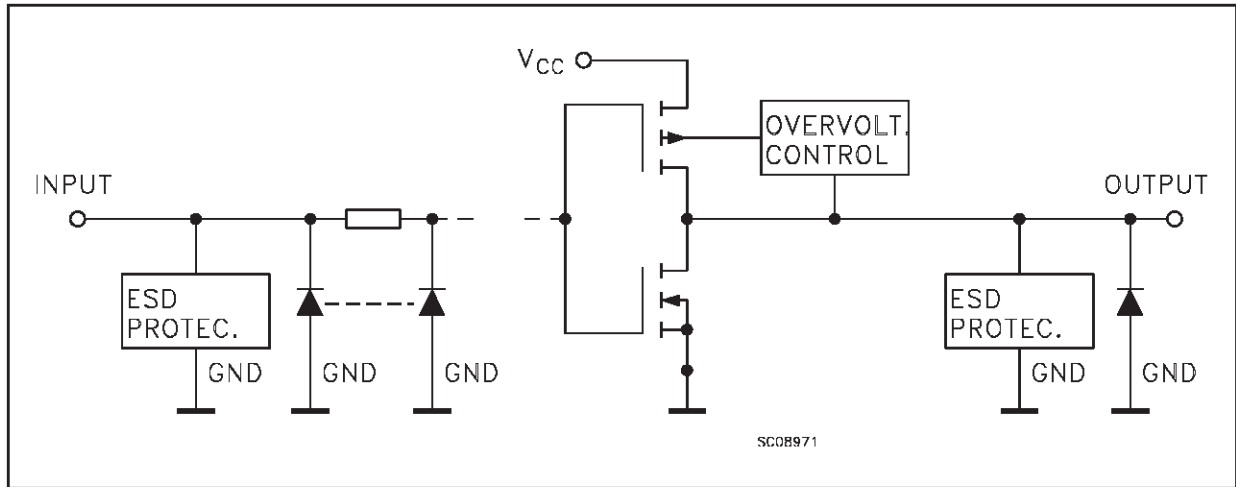 VCC
OVERVOLT.
CONTROL
INPUT
OUTPUT
ESD
PROTEC.
ESD
PROTEC.
GND
GND
GND
GND
GND
SC08971